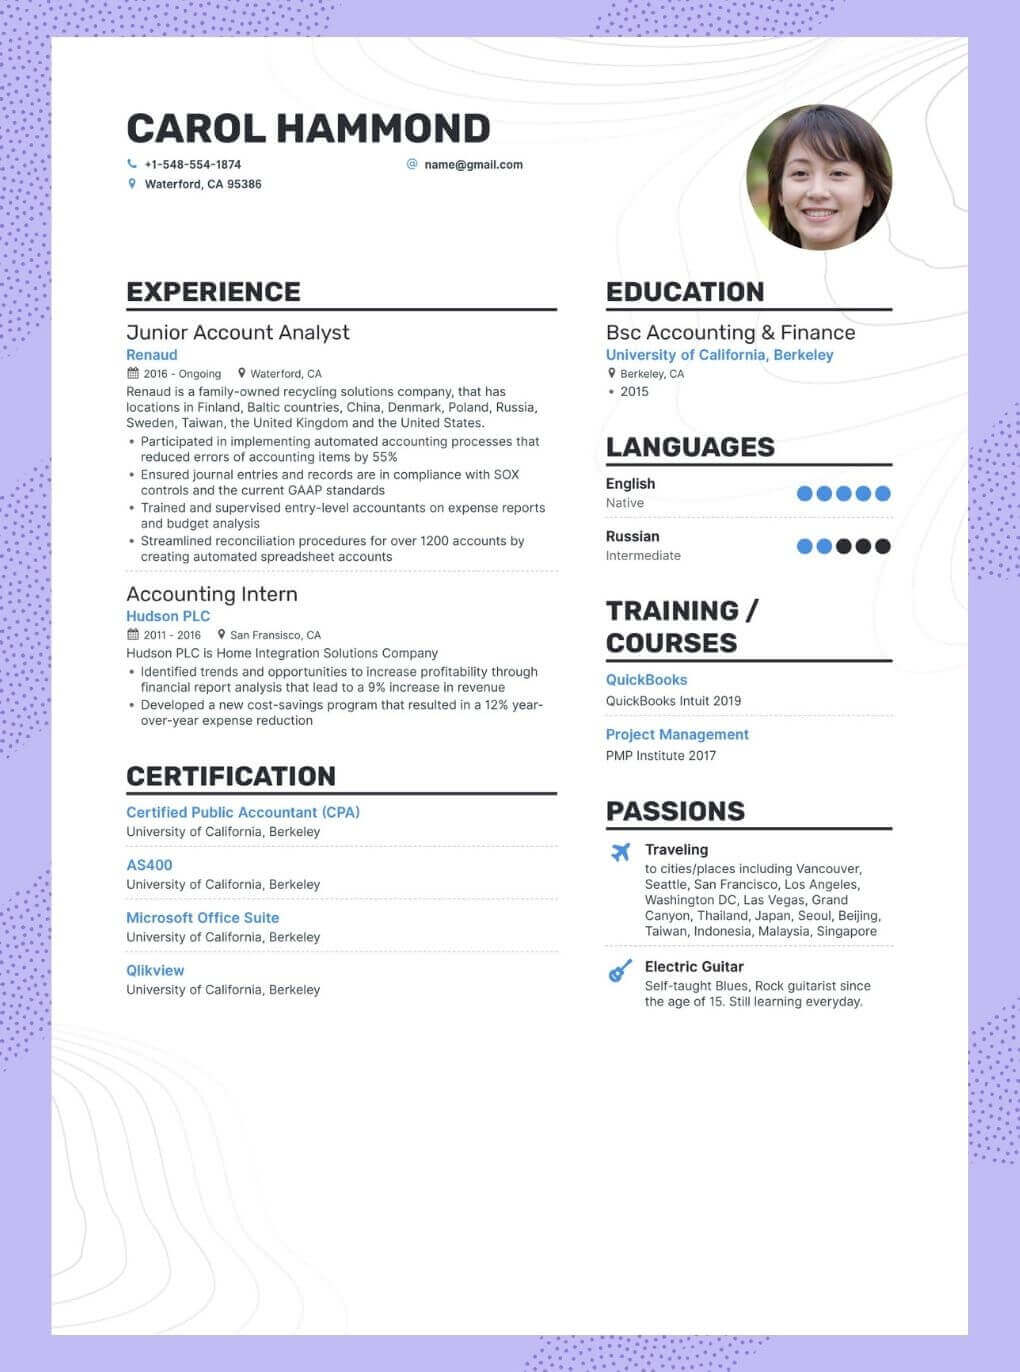 CAROL HAMMOND
+1-548-554-1874
@ name@gmail.com
Waterford, CA 95386
EXPERIENCE
Junior Account Analyst
Renaud
2016 - Ongoing Waterford, CA
Renaud is a family-owned recycling solutions company, that has
locations in Finland, Baltic countries, China, Denmark, Poland, Russia,
Sweden, Taiwan, the United Kingdom and the United States.
• Participated in implementing automated accounting processes that
reduced errors of accounting items by 55%
• Ensured journal entries and records are in compliance with SOX
controls and the current GAAP standards
• Trained and supervised entry-level accountants on expense reports
and budget analysis
• Streamlined reconciliation procedures for over 1200 accounts by
creating automated spreadsheet accounts
Accounting Intern
Hudson PLC
2011 - 2016 San Fransisco, CA
Hudson PLC is Home Integration Solutions Company
• Identified trends and opportunities to increase profitability through
financial report analysis that lead to a 9% increase in revenue
• Developed a new cost-savings program that resulted in a 12% year-
over-year expense reduction
CERTIFICATION
Certified Public Accountant (CPA)
University of California, Berkeley
AS400
University of California, Berkeley
Microsoft Office Suite
University of California, Berkeley
Qlikview
University of California, Berkeley
EDUCATION
Bsc Accounting & Finance
University of California, Berkeley
Berkeley, CA
• 2015
LANGUAGES
English
Native
Russian
Intermediate
TRAINING /
COURSES
QuickBooks
QuickBooks Intuit 2019
Project Management
PMP Institute 2017
PASSIONS
Traveling
to cities/places including Vancouver,
Seattle, San Francisco, Los Angeles,
Washington DC, Las Vegas, Grand
Canyon, Thailand, Japan, Seoul, Beijing,
Taiwan, Indonesia, Malaysia, Singapore
Electric Guitar
Self-taught Blues, Rock guitarist since
the age of 15. Still learning everyday.